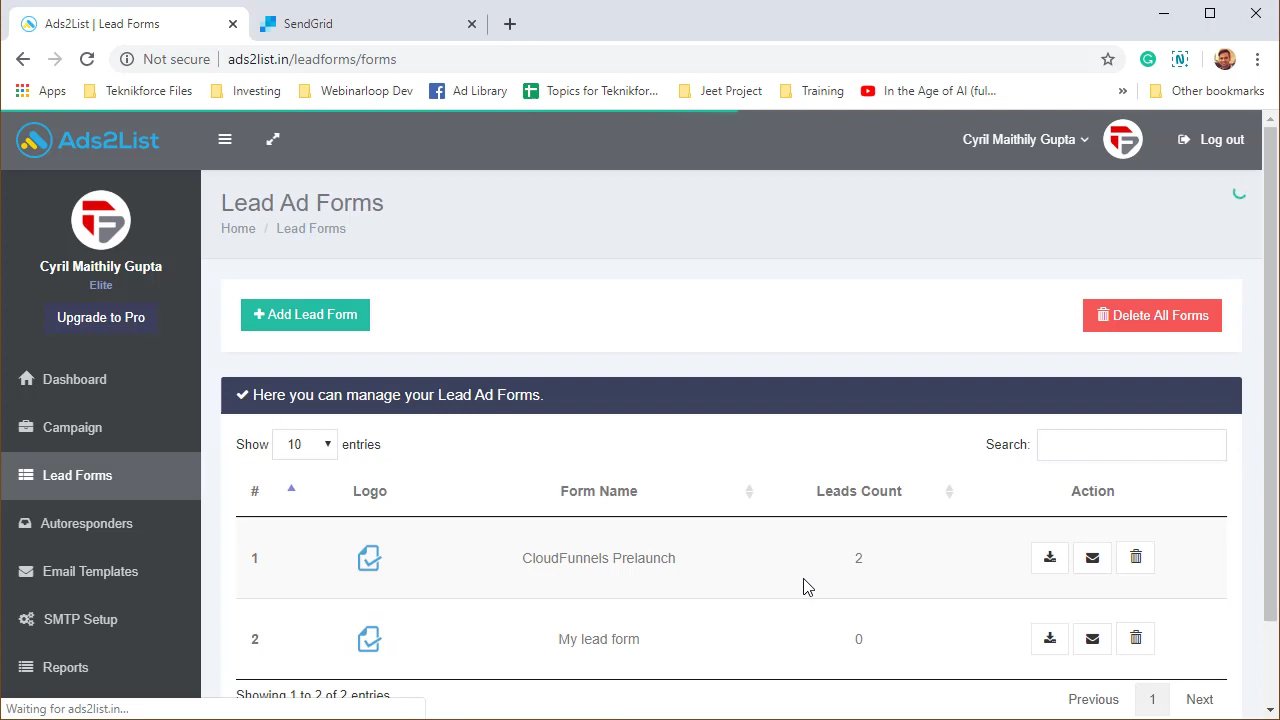 Ads2List | Lead Forms
SendGrid
Not secure
ads2list.in/leadforms/forms
Apps
Teknikforce Files
Investing
Webinarloop Dev
Ad Library
Topics for Teknikfor...
Jeet Project
Training
In the Age of AI (ful...
Other bookmarks
Ads2List
Cyril Maithily Gupta
Log out
Cyril Maithily Gupta
Elite
Upgrade to Pro
Dashboard
Campaign
Lead Forms
Autoresponders
Email Templates
SMTP Setup
Reports
Lead Ad Forms
Home / Lead Forms
Add Lead Form
Delete All Forms
Here you can manage your Lead Ad Forms.
Show 10 entries
Search:
# Logo Form Name Leads Count Action
1 CloudFunnels Prelaunch 2
2 My lead form 0
Showing 1 to 2 of 2 entries
Previous 1 Next
Waiting for ads2list.in...